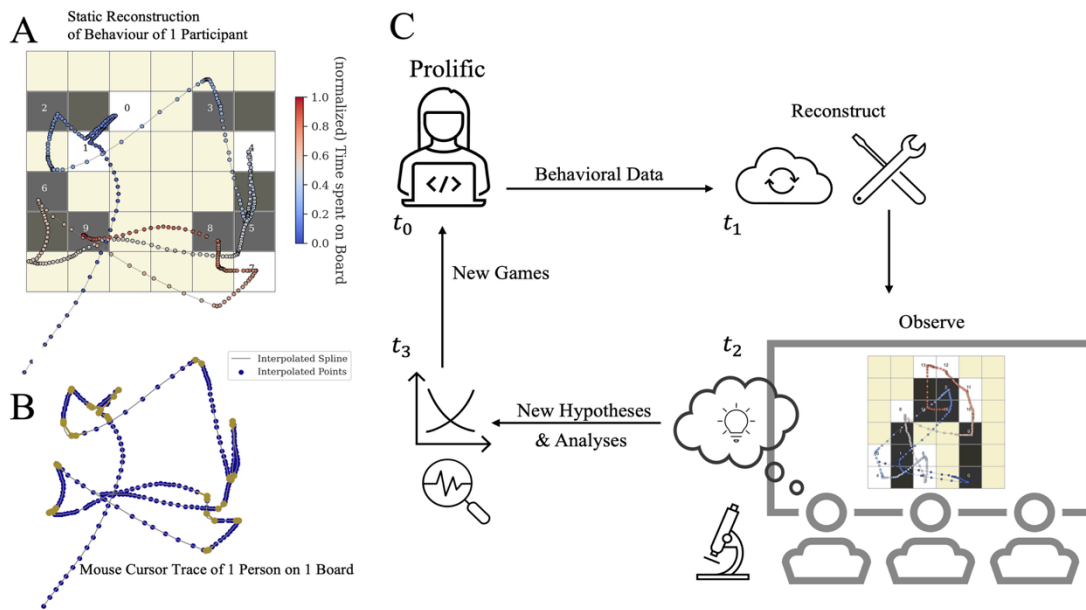 A
Static Reconstruction
of Behaviour of 1 Participant
2
0
3
1
4
6
9
8
5
7
1.0
0.8
0.6
0.4
0.2
0.0
(normalized) Time spent on Board
B
Interpolated Spline
Interpolated Points
Mouse Cursor Trace of 1 Person on 1 Board
C
Prolific
</>
t0
Behavioral Data
Reconstruct
t1
New Games
Observe
t2
t3
New Hypotheses
& Analyses